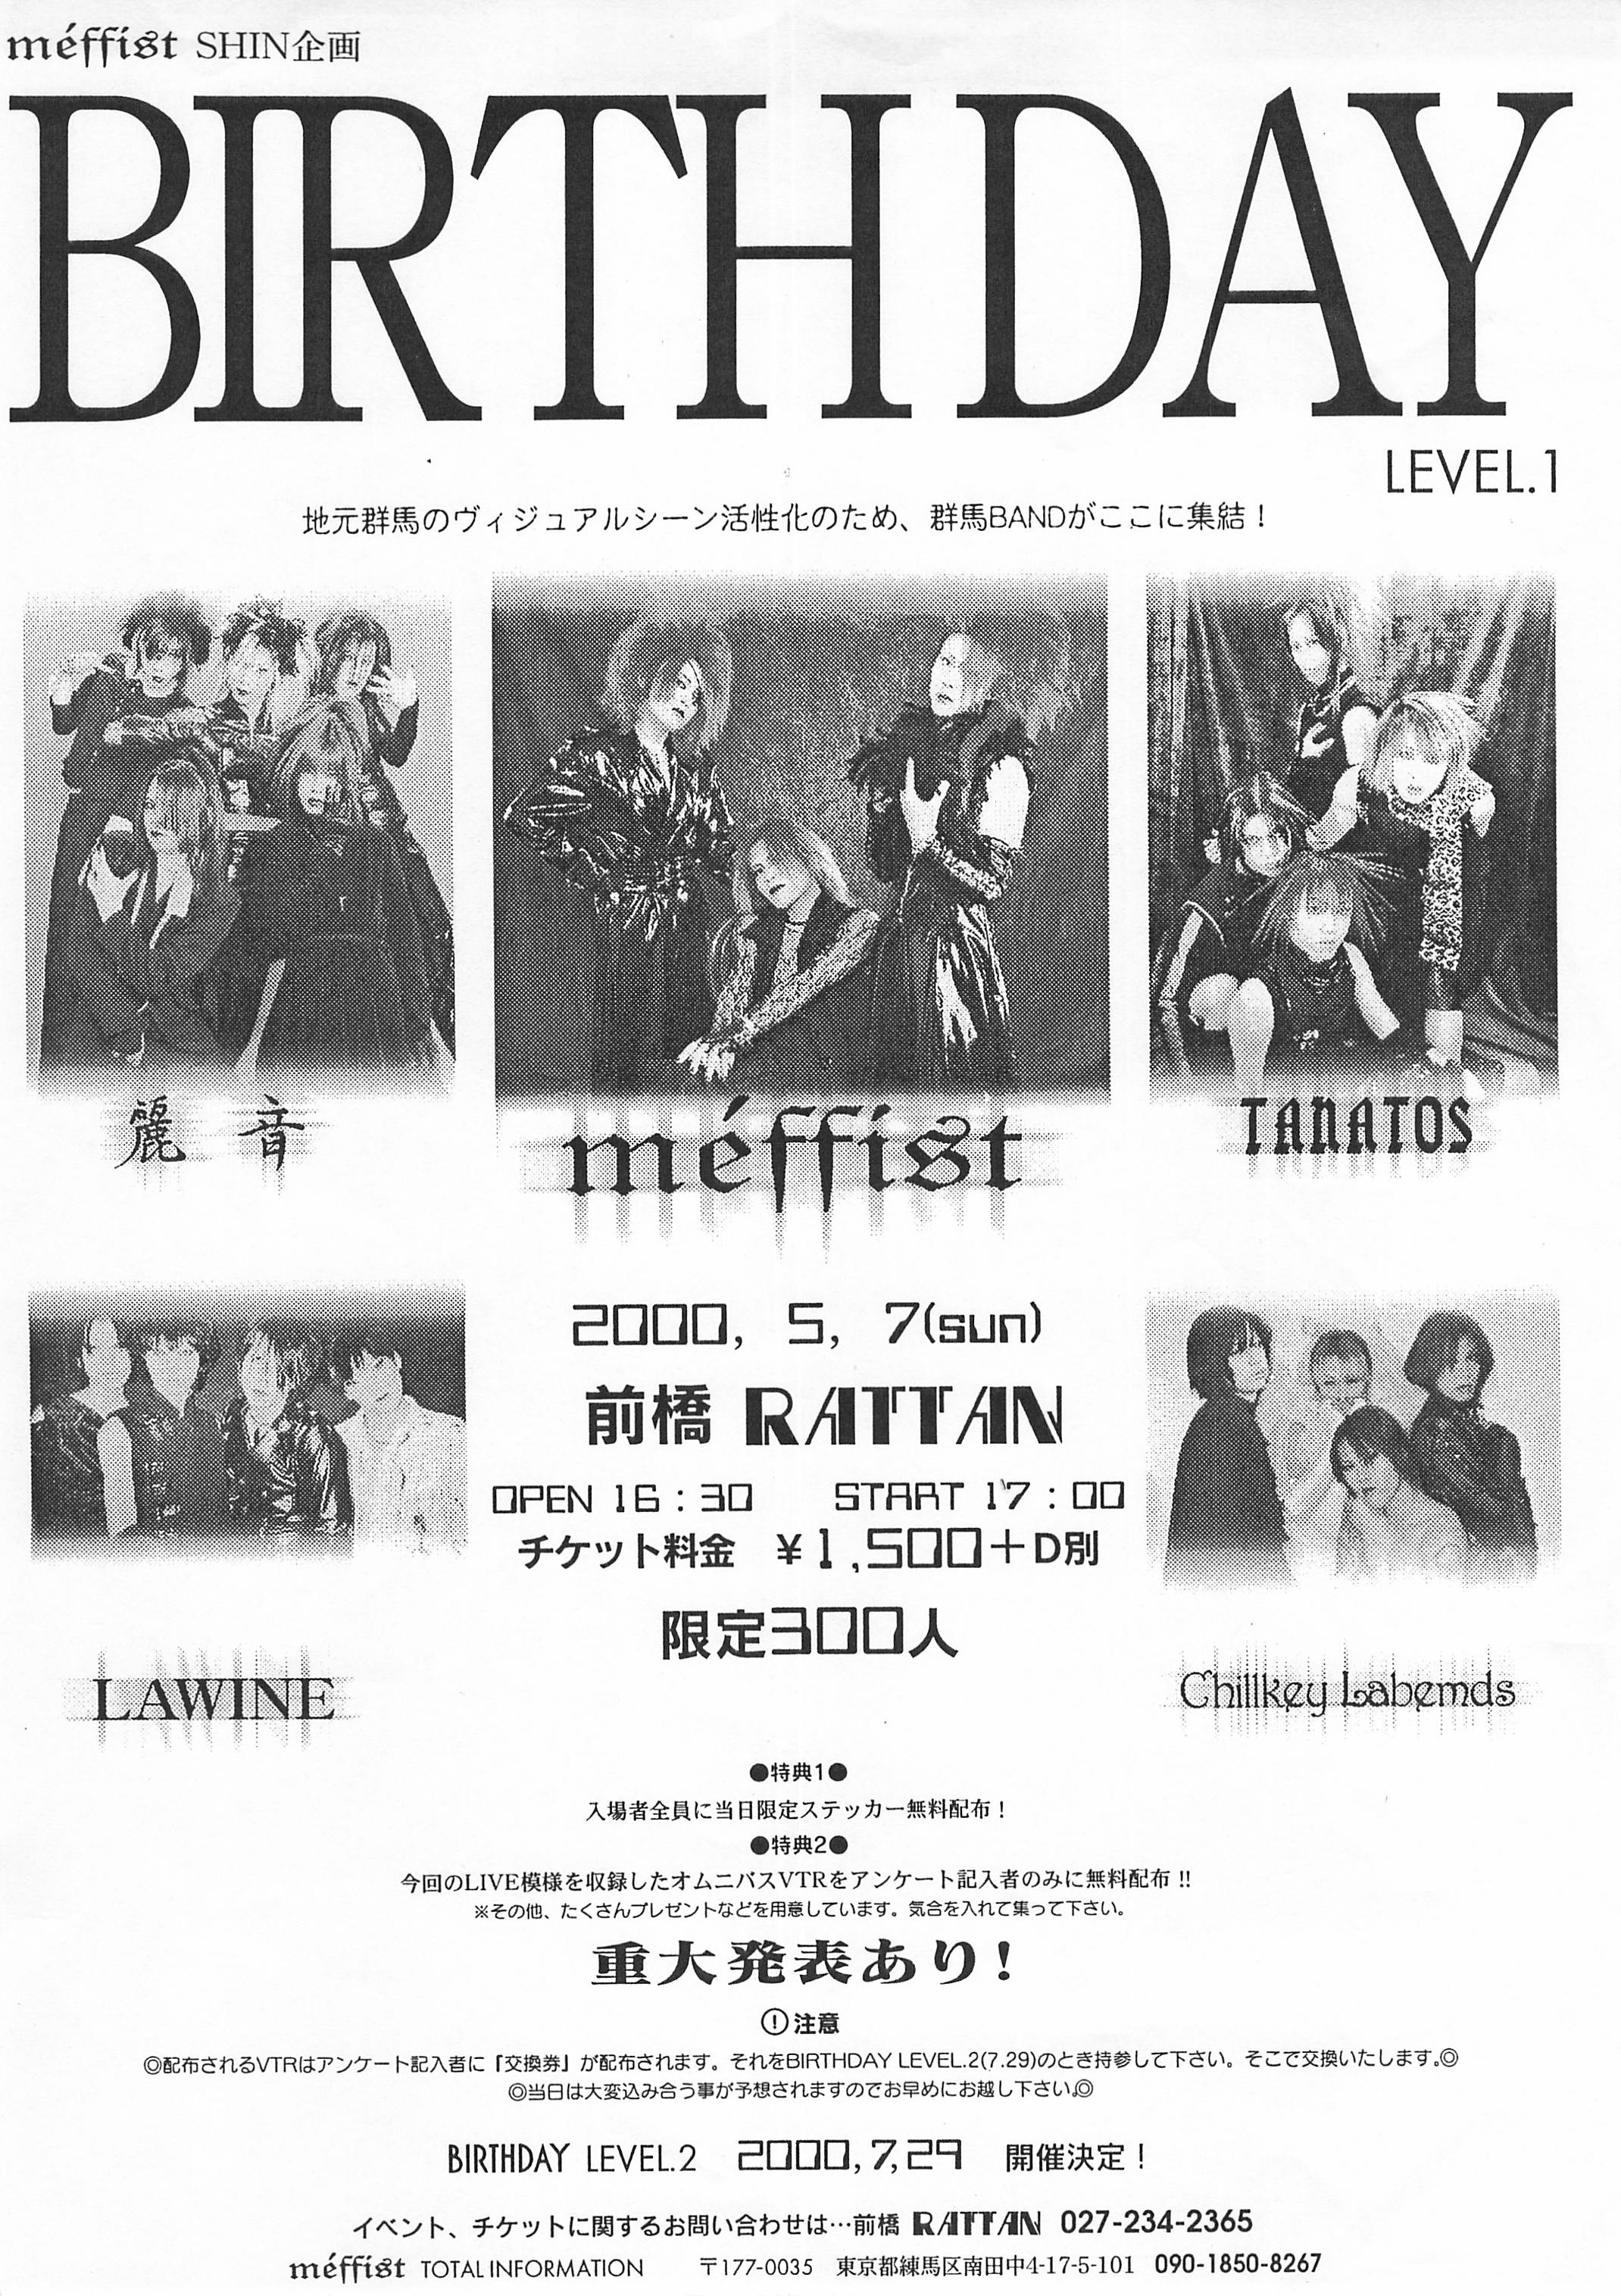 méffist SHIN企画
BIRTHDAY
LEVEL.1
地元群馬のヴィジュアルシーン活性化のため、群馬BANDがここに集結！
麗音
méffist
TANATOS
2000, 5, 7(sun)
前橋 RATTAN
OPEN 16：30 START 17：00
チケット料金 ￥1,500＋D別
限定300人
LAWINE
Chillkey Labemds
●特典1●
入場者全員に当日限定ステッカー無料配布！
●特典2●
今回のLIVE模様を収録したオムニバスVTRをアンケート記入者のみに無料配布 !!
※その他、たくさんプレゼントなどを用意しています。気合を入れて集って下さい。
重大発表あり！
! 注意
◎配布されるVTRはアンケート記入者に「交換券」が配布されます。それをBIRTHDAY LEVEL.2(7.29)のとき持参して下さい。そこで交換いたします。◎
◎当日は大変込み合う事が予想されますのでお早めにお越し下さい。◎
BIRTHDAY LEVEL.2 2000,7,29 開催決定！
イベント、チケットに関するお問い合わせは…前橋 RATTAN 027-234-2365
méffist TOTAL INFORMATION 〒177-0035 東京都練馬区南田中4-17-5-101 090-1850-8267